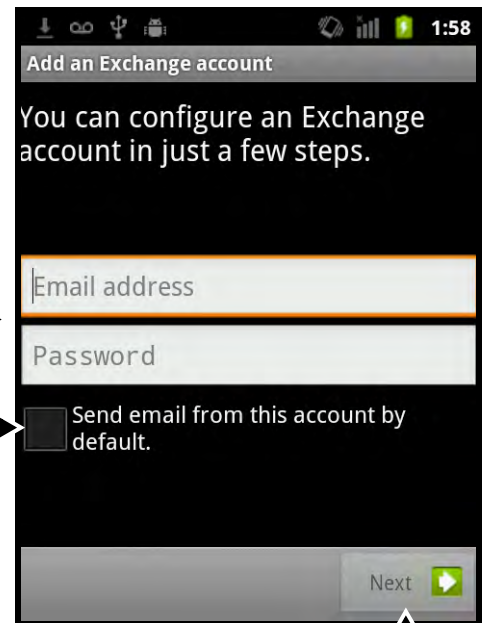 1:58
Add an Exchange account
You can configure an Exchange
account in just a few steps.
Email address
Password
Send email from this account by
default.
Next